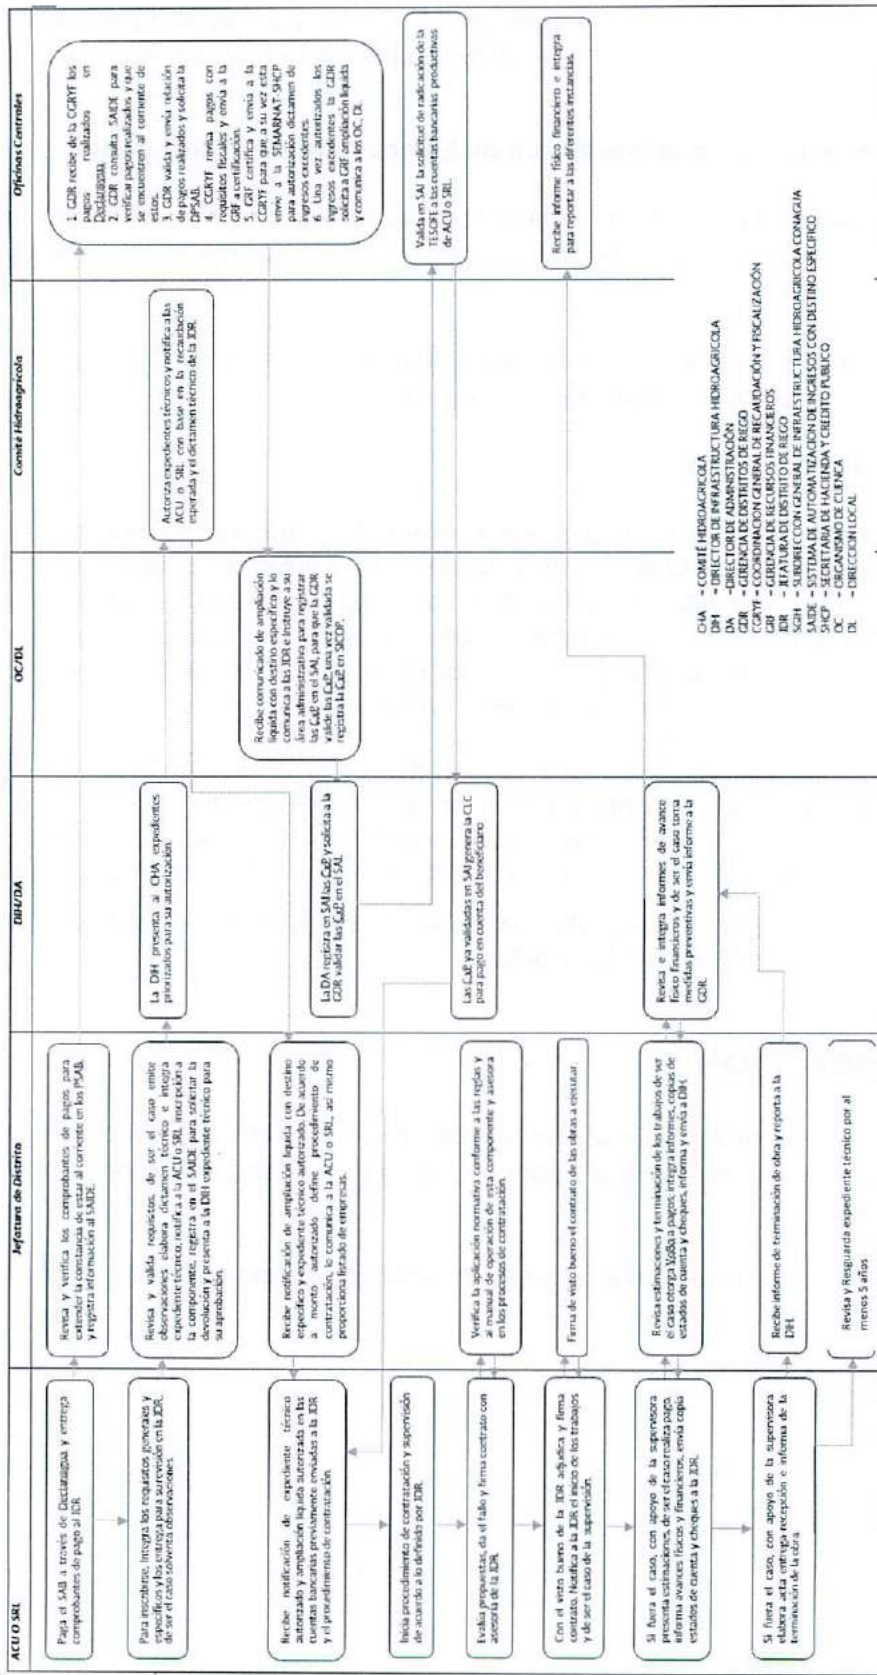 ACU O SRL
Jefatura de Distrito
DIH/DA
OC/DL
Comité Hidroagrícola
Oficinas Centrales
Paga el SAB a través de Declaragua y entrega
comprobantes de pago al JDR
Para inscribirse, Integra los requisitos generales y
específicos y los entrega para su revisión en la JDR,
de ser el caso solventa observaciones.
Recibe notificación de expediente técnico
autorizado y ampliación liquida autorizada en las
cuentas bancarias previamente enviadas a la JDR
y el procedimiento de contratación.
Inicia procedimiento de contratación y supervisión
de acuerdo a lo definido por JDR.
Evalúa propuestas, da el fallo y firma contrato con
asesoría de la JDR.
Con el visto bueno de la JDR adjudica y firma
contrato. Notifica a la JDR el inicio de los trabajos
y de ser el caso de la supervisión.
Si fuera el caso, con apoyo de la supervisora
presenta estimaciones, de ser el caso realiza pago,
informa avances físicos y financieros, envía copia
estados de cuenta y cheques a la JDR.
Si fuera el caso, con apoyo de la supervisora
elabora acta entrega-recepción e informa de la
terminación de la obra.
Revisa y verifica los comprobantes de pagos para
extender la constancia de estar al corriente en los PSAB,
y registra información al SAIDE.
Revisa y valida requisitos, de ser el caso emite
observaciones elabora dictamen técnico e integra
expediente técnico, notifica a la ACU o SRL inscripción a
la componente, registra en el SAIDE para solicitar la
devolución y presenta a la DIH expediente técnico para
su aprobación.
Recibe notificación de ampliación liquida con destino
especifico y expediente técnico autorizado. De acuerdo
a monto autorizado define procedimiento de
contratación, lo comunica a la ACU o SRL, así mismo
proporciona listado de empresas.
Verifica la aplicación normativa conforme a las reglas y
al manual de operación de esta componente y asesora
en los procesos de contratación.
Firma de visto bueno el contrato de las obras a ejecutar.
Revisa estimaciones y terminación de los trabajos de ser
el caso otorga VoBo a pagos; integra informes, copias de
estados de cuenta y cheques, informa y envía a DIH.
Recibe informe de terminación de obra y reporta a la
DIH.
Revisa y Resguarda expediente técnico por al
menos 5 años
La DIH presenta al CHA expedientes
priorizados para su autorización.
La DA registra en SAI las CxP y solicita a la
GDR validar las CxP en el SAI.
Las CxP ya validadas en SAI genera la CLC
para pago en cuenta del beneficiario
Revisa e integra informes de avance
físico financieros y de ser el caso toma
medidas preventivas y envía informe a la
GDR.
Recibe comunicado de ampliación
liquida con destino especifico y lo
comunica a las JDR e Instruye a su
área administrativa para registrar
las CxP en el SAI, para que la GDR
valide las CxP, una vez validada se
registra la CxP en SICOP.
Autoriza expedientes técnicos y notifica a las
ACU o SRL con base en la recaudación
esperada y el dictamen técnico de la JDR.
1. GDR recibe de la CGRYF los
pagos realizados en
Declaragua
2. GDR consulta SAIDE para
verificar pagos realizados y que
se encuentren al corriente de
estos.
3. GDR valida y envía relación
de pagos realizados y solicita la
DPSAB.
4. CGRYF revisa pagos con
requisitos fiscales y envía a la
GRF a certificación.
5. GRF certifica y envía a la
CGRYF para que a su vez esta
envíe a la SEMARNAT-SHCP
para autorización dictamen de
ingresos excedentes.
6. Una vez autorizados los
ingresos excedentes la GDR
solicita a GRF ampliación liquida
y comunica a los OC, DL.
Valida en SAI, la solicitud de radicación de la
TESOFE a las cuentas bancarias productivas
de ACU o SRL.
Recibe informe físico financiero e integra
para reportar a las diferentes instancias.
CHA – COMITÉ HIDROAGRICOLA
DIH – DIRECTOR DE INFRAESTRUCTURA HIDROAGRICOLA
DA –DIRECTOR DE ADMINISTRACIÓN
GDR – GERENCIA DE DISTRITOS DE RIEGO
CGRYF – COORDINACION GENERAL DE RECAUDACIÓN Y FISCALIZACIÓN
GRF – GERENCIA DE RECURSOS FINANCIEROS
JDR – JEFATURA DE DISTRITO DE RIEGO
SGIH – SUBDIRECCION GENERAL DE INFRAESTRUCTURA HIDROAGRICOLA CONAGUA
SAIDE – SISTEMA DE AUTOMATIZACION DE INGRESOS CON DESTINO ESPECIFICO
SHCP – SECRETARIA DE HACIENDA Y CREDITO PUBLICO
OC – ORGANISMO DE CUENCA
DL – DIRECCION LOCAL